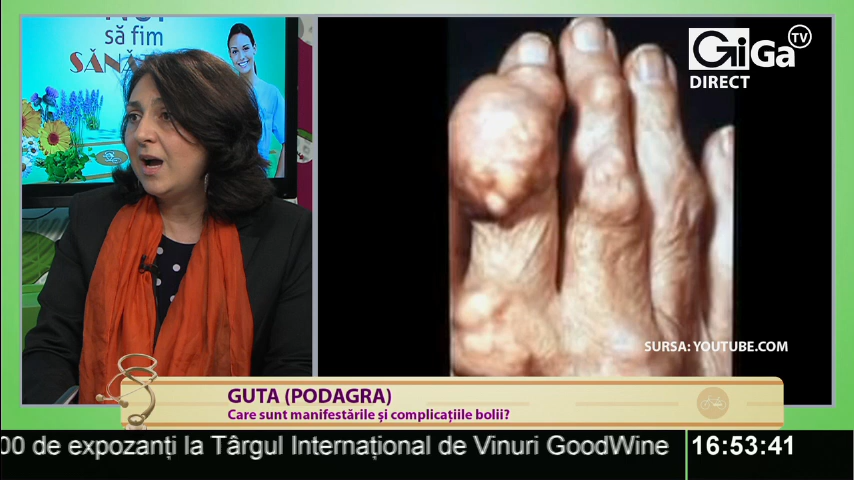 să fim
GiGa TV
DIRECT
SURSA: YOUTUBE.COM
GUTA (PODAGRA)
Care sunt manifestările și complicațiile bolii?
00 de expozanți la Târgul Internațional de Vinuri GoodWine
16:53:41